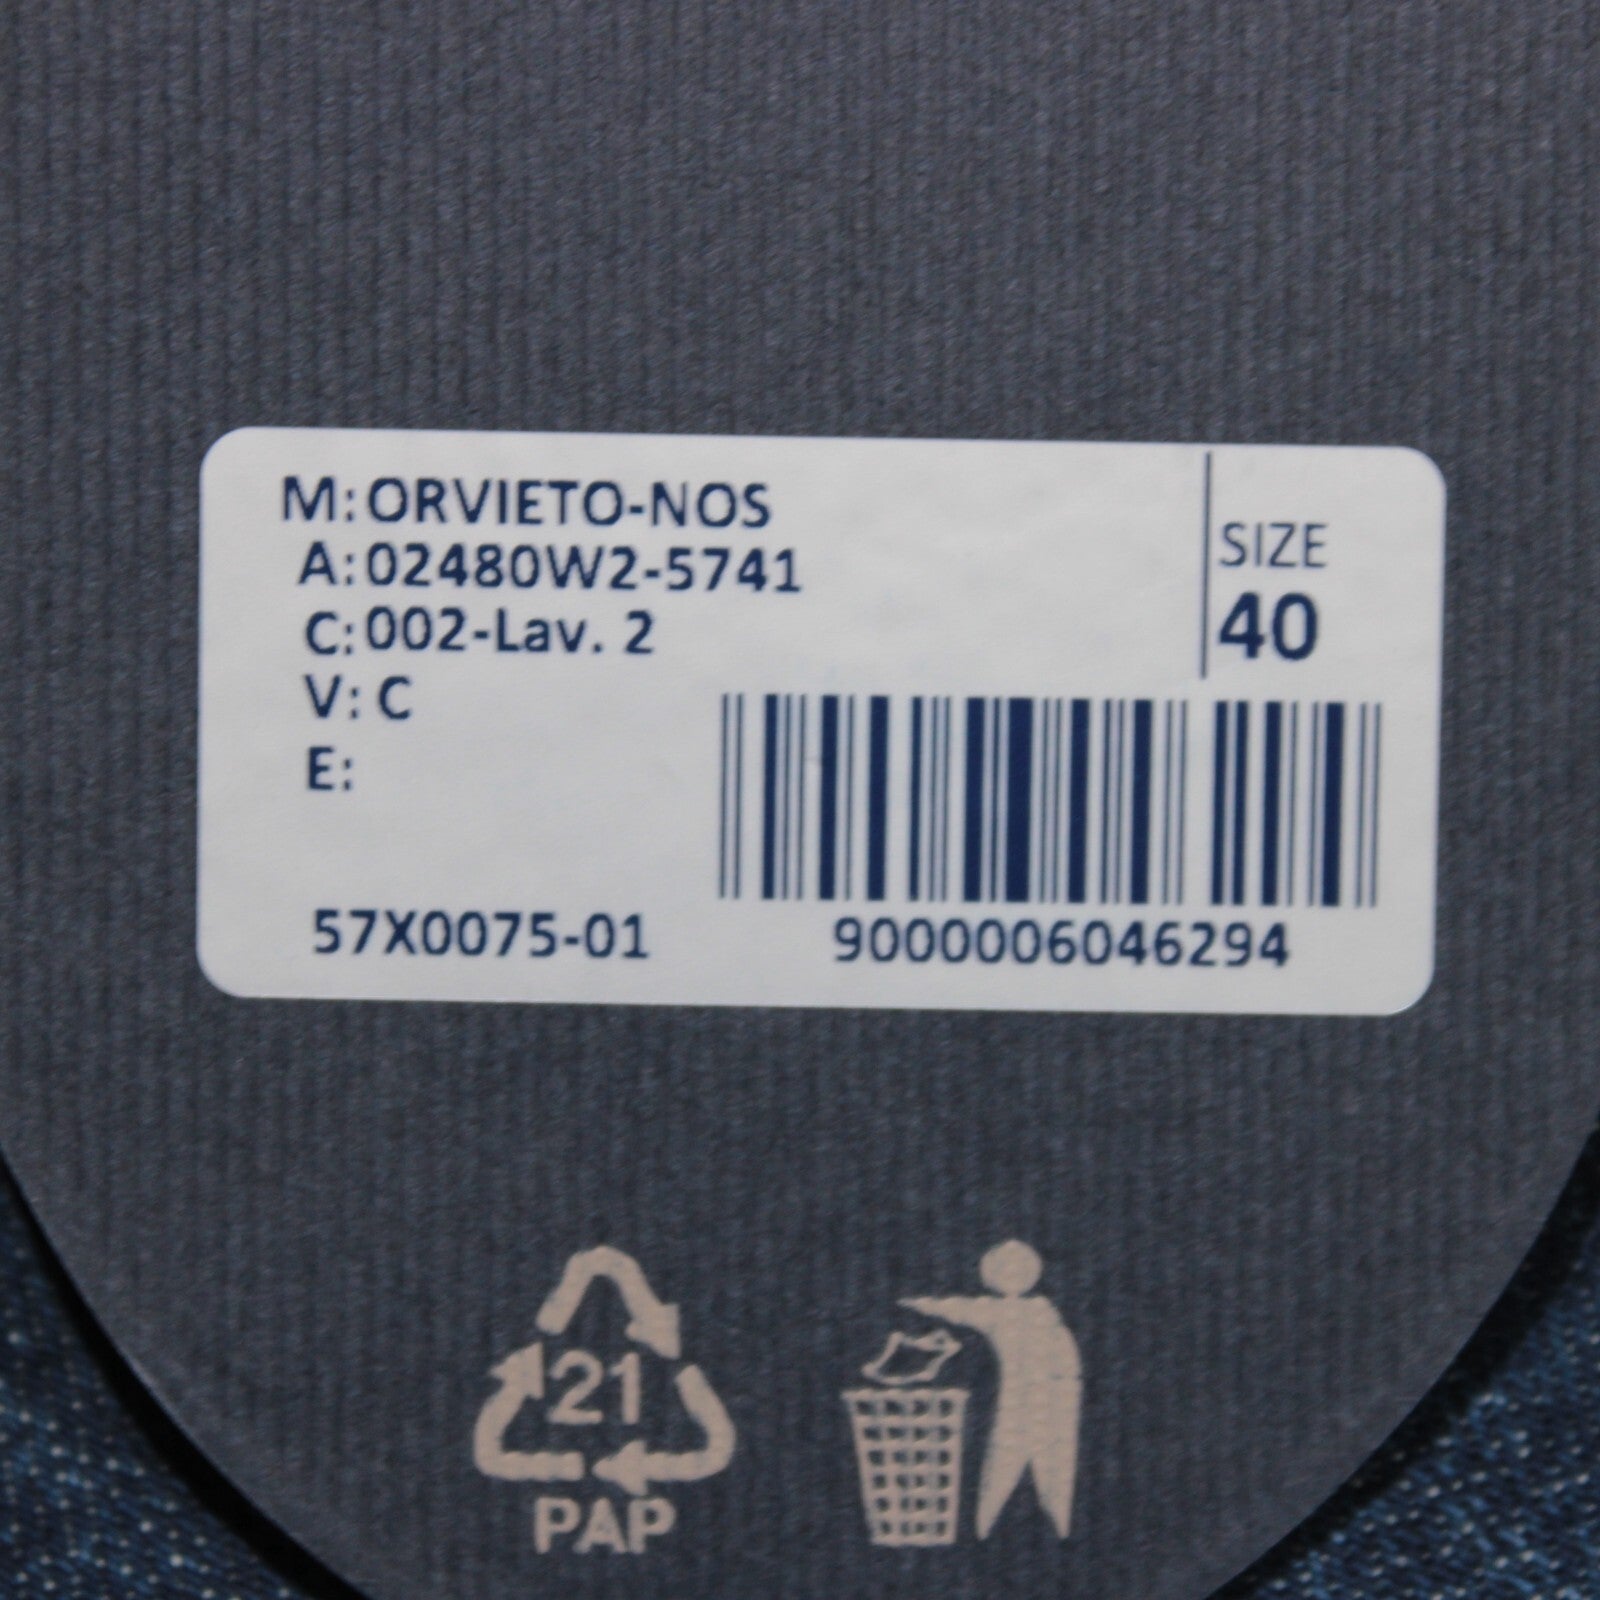 M: ORVIETO-NOS
A: 02480W2-5741
C: 002-Lav. 2
V: C
E:
SIZE
40
57X0075-01
9000006046294
21
PAP